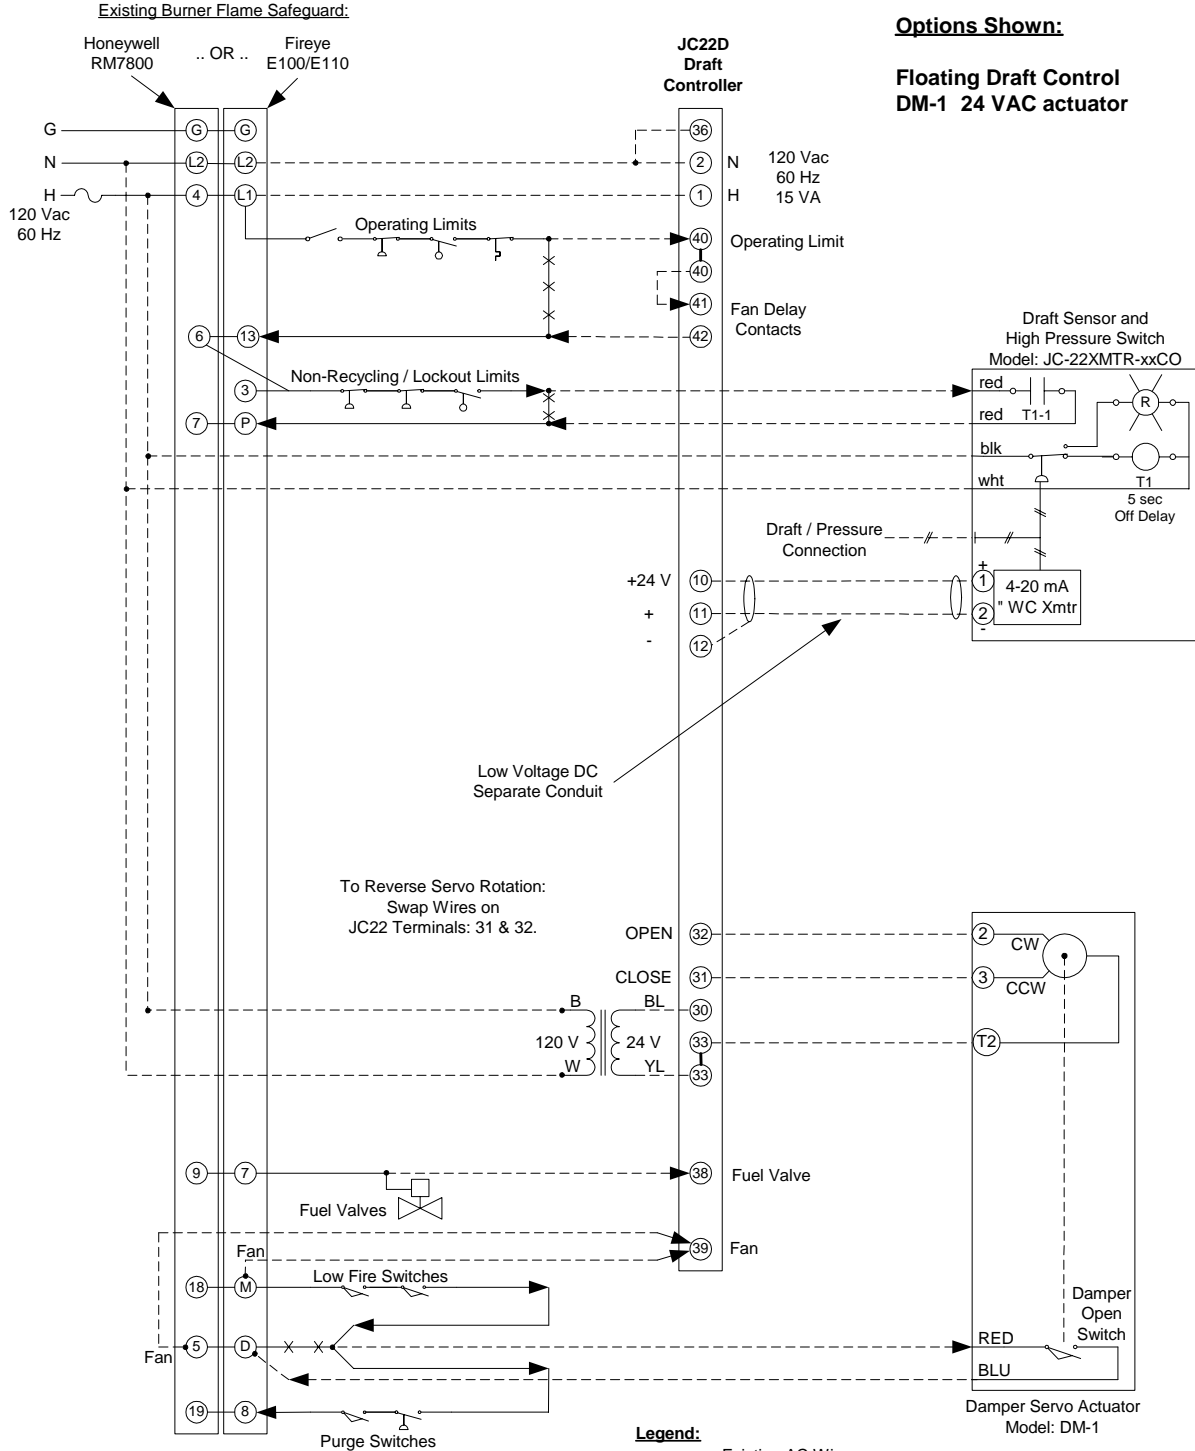 Existing Burner Flame Safeguard:
Honeywell
RM7800
.. OR ..
Fireye
E100/E110
JC22D
Draft
Controller
Options Shown:
Floating Draft Control
DM-1 24 VAC actuator
G
G
G
36
N
L2
L2
2
N
120 Vac
60 Hz
15 VA
H
4
L1
1
H
120 Vac
60 Hz
Operating Limits
40
Operating Limit
40
41
Fan Delay
Contacts
6
13
42
Draft Sensor and
High Pressure Switch
Model: JC-22XMTR-xxCO
3
Non-Recycling / Lockout Limits
red
T1-1
R
7
P
red
blk
wht
T1
5 sec
Off Delay
Draft / Pressure
Connection
+24 V
10
+
1
4-20 mA
" WC Xmtr
+
11
2
-
-
12
Low Voltage DC
Separate Conduit
To Reverse Servo Rotation:
Swap Wires on
JC22 Terminals: 31 & 32.
OPEN
32
2
CW
CLOSE
31
3
CCW
B
BL
30
120 V
24 V
33
T2
W
YL
33
9
7
38
Fuel Valve
Fuel Valves
Fan
39
Fan
18
M
Low Fire Switches
Damper
Open
Switch
5
D
RED
Fan
BLU
19
8
Purge Switches
Damper Servo Actuator
Model: DM-1
Legend: